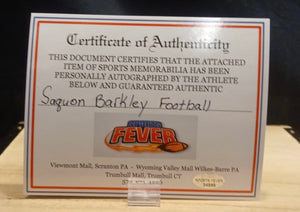 Certificate of Authenticity
THIS DOCUMENT CERTIFIES THAT THE ATTACHED
ITEM OF SPORTS MEMORABILIA HAS BEEN
PERSONALLY AUTOGRAPHED BY THE ATHLETE
BELOW AND GUARANTEED AUTHENTIC
Saquon Barkley Football
FEVER
Viewmont Mall, Scranton PA ~ Wyoming Valley Mall Wilkes-Barre PA
Trumbull Mall, Trumbull CT
SPORTS FEVER